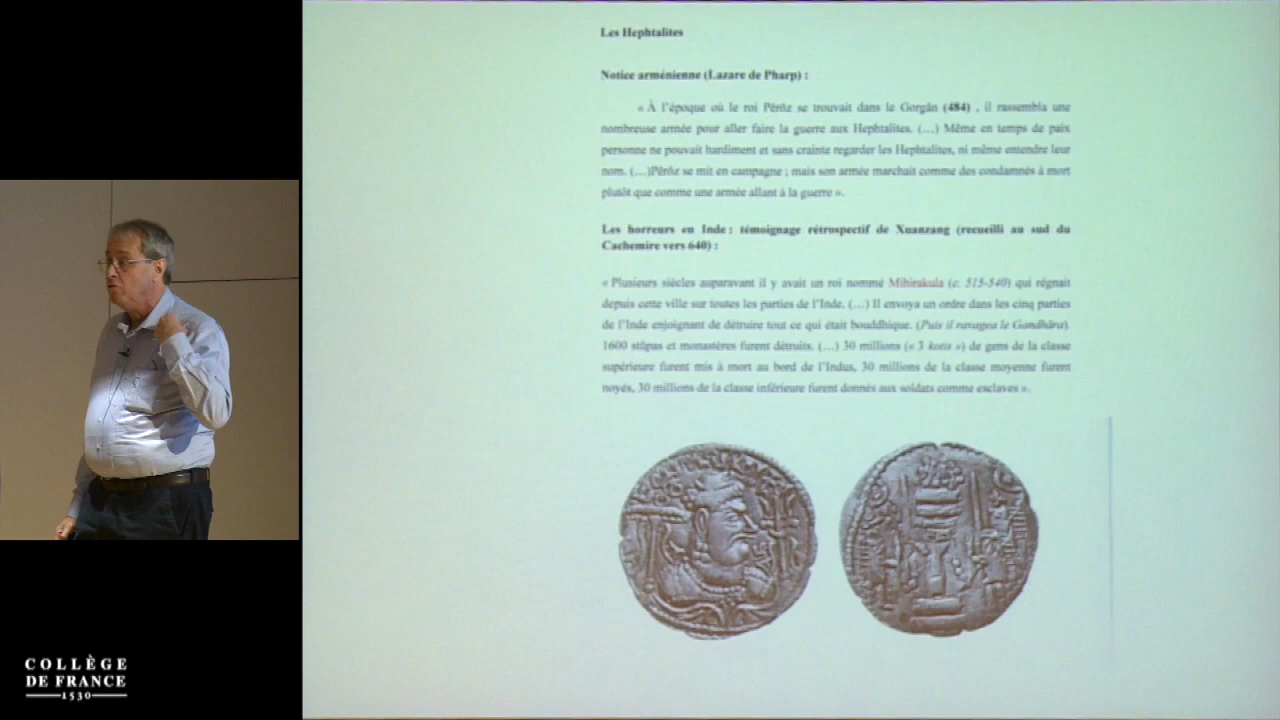 Les Hephtalites
Notice arménienne (Lazare de Pharp) :
« À l'époque où le roi Pērōz se trouvait dans le Gorgān (484) , il rassembla une
nombreuse armée pour aller faire la guerre aux Hephtalites. (…) Même en temps de paix
personne ne pouvait hardiment et sans crainte regarder les Hephtalites, ni même entendre leur
nom. (…)Pērōz se mit en campagne ; mais son armée marchait comme des condamnés à mort
plutôt que comme une armée allant à la guerre ».
Les horreurs en Inde : témoignage rétrospectif de Xuanzang (recueilli au sud du
Cachemire vers 640) :
« Plusieurs siècles auparavant il y avait un roi nommé Mihirakula (c. 515-540) qui régnait
depuis cette ville sur toutes les parties de l'Inde. (…) Il envoya un ordre dans les cinq parties
de l'Inde enjoignant de détruire tout ce qui était bouddhique. (Puis il ravagea le Gandhāra).
1600 stūpas et monastères furent détruits. (…) 30 millions (« 3 kotis ») de gens de la classe
supérieure furent mis à mort au bord de l'Indus, 30 millions de la classe moyenne furent
noyés, 30 millions de la classe inférieure furent donnés aux soldats comme esclaves ».
COLLÈGE
DE FRANCE
1530